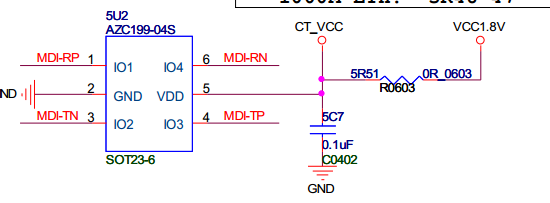 5U2
AZC199-04S
CT_VCC
VCC1.8V
MDI-RP 1 IO1 IO4 6 MDI-RN
5R51 0R_0603
R0603
ND 2 GND VDD 5
MDI-TN 3 IO2 IO3 4 MDI-TP
5C7
0.1uF
SOT23-6
C0402
GND